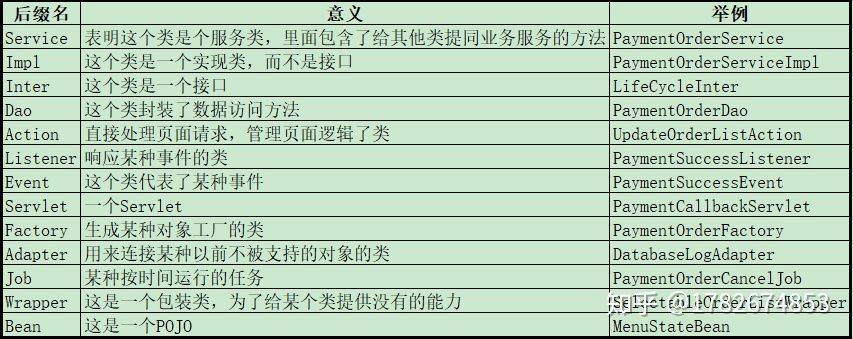 后缀名 意义 举例
Service 表明这个类是个服务类，里面包含了给其他类提同业务服务的方法 PaymentOrderService
Impl 这个类是一个实现类，而不是接口 PaymentOrderServiceImpl
Inter 这个类是一个接口 LifeCycleInter
Dao 这个类封装了数据访问方法 PaymentOrderDao
Action 直接处理页面请求，管理页面逻辑了类 UpdateOrderListAction
Listener 响应某种事件的类 PaymentSuccessListener
Event 这个类代表了某种事件 PaymentSuccessEvent
Servlet 一个Servlet PaymentCallbackServlet
Factory 生成某种对象工厂的类 PaymentOrderFactory
Adapter 用来连接某种以前不被支持的对象的类 DatabaseLogAdapter
Job 某种按时间运行的任务 PaymentOrderCancelJob
Wrapper 这是一个包装类，为了给某个类提供没有的能力 SelectableOrderListWrapper
Bean 这是一个POJO MenuStateBean
知乎 @1782674353